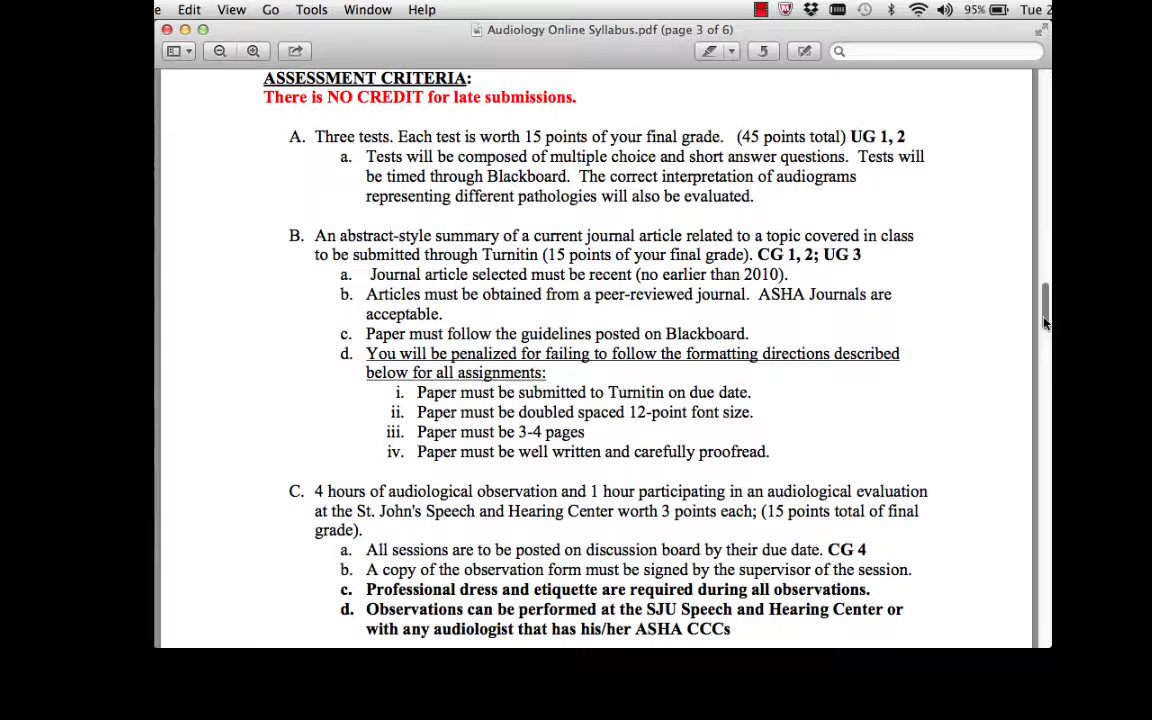 Edit View Go Tools Window Help 95% Tue 2
Audiology Online Syllabus.pdf (page 3 of 6)
ASSESSMENT CRITERIA:
There is NO CREDIT for late submissions.
A. Three tests. Each test is worth 15 points of your final grade. (45 points total) UG 1, 2
a. Tests will be composed of multiple choice and short answer questions. Tests will
be timed through Blackboard. The correct interpretation of audiograms
representing different pathologies will also be evaluated.
B. An abstract-style summary of a current journal article related to a topic covered in class
to be submitted through Turnitin (15 points of your final grade). CG 1, 2; UG 3
a. Journal article selected must be recent (no earlier than 2010).
b. Articles must be obtained from a peer-reviewed journal. ASHA Journals are
acceptable.
c. Paper must follow the guidelines posted on Blackboard.
d. You will be penalized for failing to follow the formatting directions described
below for all assignments:
i. Paper must be submitted to Turnitin on due date.
ii. Paper must be doubled spaced 12-point font size.
iii. Paper must be 3-4 pages
iv. Paper must be well written and carefully proofread.
C. 4 hours of audiological observation and 1 hour participating in an audiological evaluation
at the St. John's Speech and Hearing Center worth 3 points each; (15 points total of final
grade).
a. All sessions are to be posted on discussion board by their due date. CG 4
b. A copy of the observation form must be signed by the supervisor of the session.
c. Professional dress and etiquette are required during all observations.
d. Observations can be performed at the SJU Speech and Hearing Center or
with any audiologist that has his/her ASHA CCCs